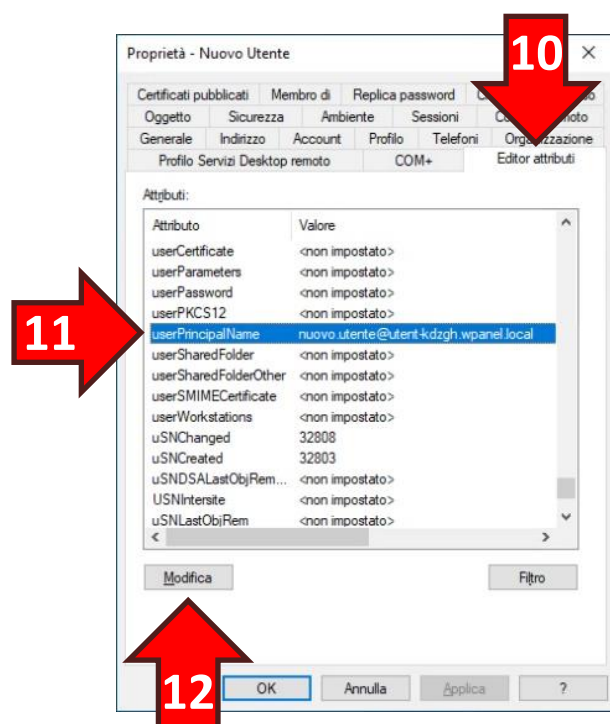 10
Proprietà - Nuovo Utente
Certificati pubblicati Membro di Replica password
Oggetto Sicurezza Ambiente Sessioni
Generale Indirizzo Account Profilo Telefoni Organizzazione
Profilo Servizi Desktop remoto COM+ Editor attributi
Attributi:
Attributo Valore
userCertificate <non impostato>
userParameters <non impostato>
userPassword <non impostato>
userPKCS12 <non impostato>
11
userPrincipalName nuovo.utente@utent-kdzgh.wpanel.local
userSharedFolder <non impostato>
userSharedFolderOther <non impostato>
userSMIMECertificate <non impostato>
userWorkstations <non impostato>
uSNChanged 32808
uSNCreated 32803
uSNDSALastObjRem... <non impostato>
USNIntersite <non impostato>
uSNLastObjRem <non impostato>
Modifica Filtro
12
OK Annulla Applica ?